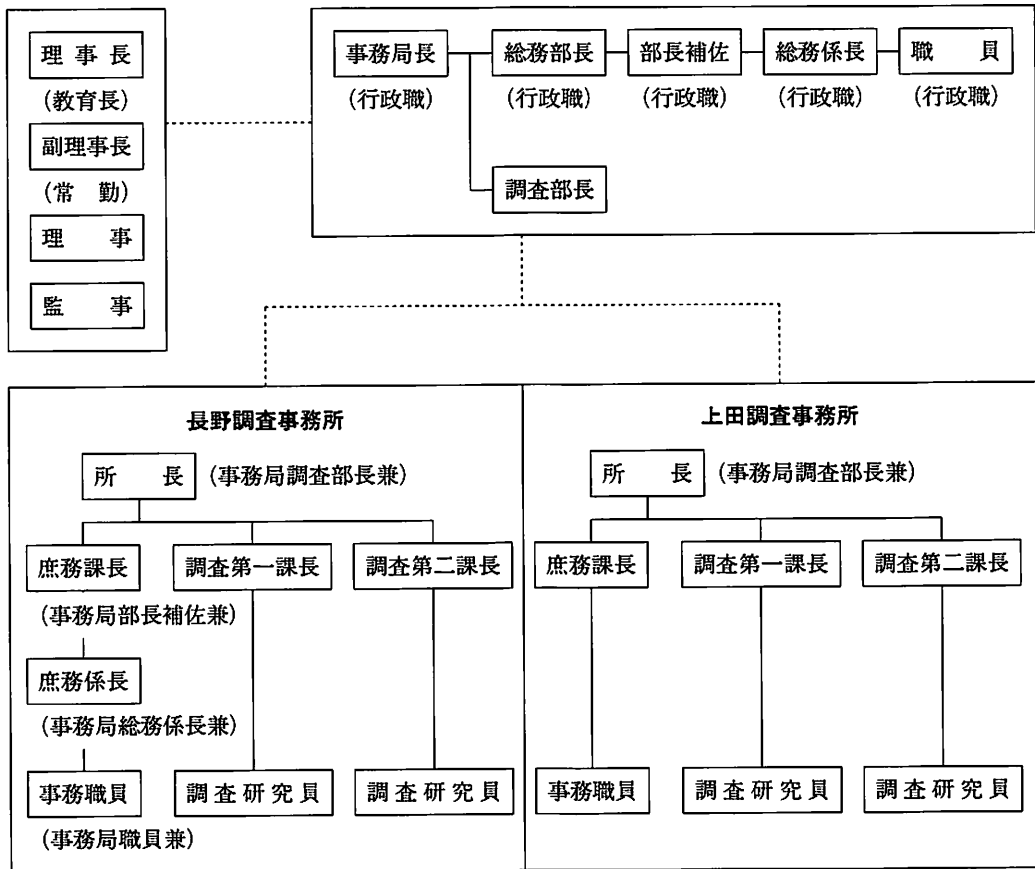 理事長
(教育長)
副理事長
(常勤)
理事
監事
事務局長 総務部長 部長補佐 総務係長 職員
(行政職) (行政職) (行政職) (行政職) (行政職)
調査部長
長野調査事務所
所長 (事務局調査部長兼)
庶務課長 調査第一課長 調査第二課長
(事務局部長補佐兼)
庶務係長
(事務局総務係長兼)
事務職員 調査研究員 調査研究員
(事務局職員兼)
上田調査事務所
所長 (事務局調査部長兼)
庶務課長 調査第一課長 調査第二課長
事務職員 調査研究員 調査研究員